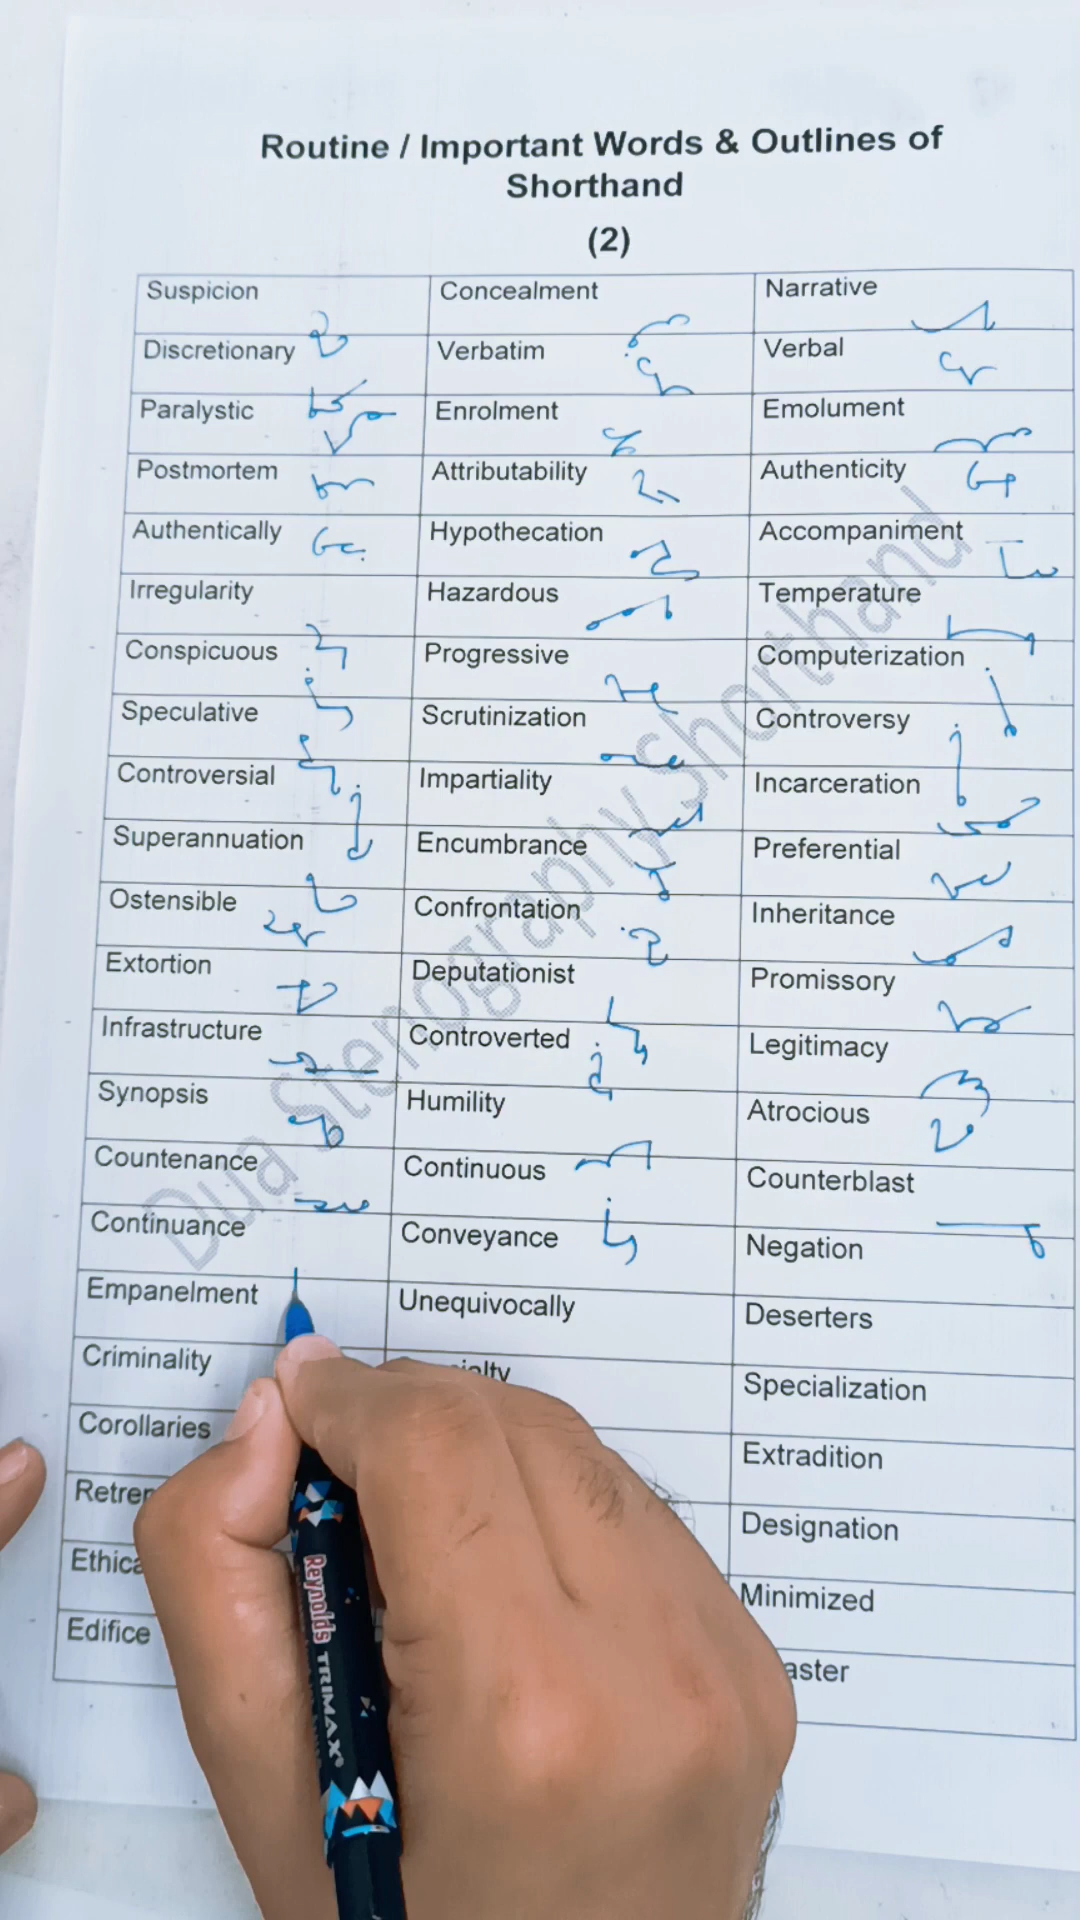 Routine / Important Words & Outlines of
Shorthand
(2)
Suspicion Concealment Narrative
Discretionary Verbatim Verbal
Paralystic Enrolment Emolument
Postmortem Attributability Authenticity
Authentically Hypothecation Accompaniment
Irregularity Hazardous Temperature
Conspicuous Progressive Computerization
Speculative Scrutinization Controversy
Controversial Impartiality Incarceration
Superannuation Encumbrance Preferential
Ostensible Confrontation Inheritance
Extortion Deputationist Promissory
Infrastructure Controverted Legitimacy
Synopsis Humility Atrocious
Countenance Continuous Counterblast
Continuance Conveyance Negation
Empanelment Unequivocally Deserters
Criminality Specialization
Corollaries Extradition
Designation
Minimized
Edifice
Dua Stenography Shorthand
Reynolds TRIMAX